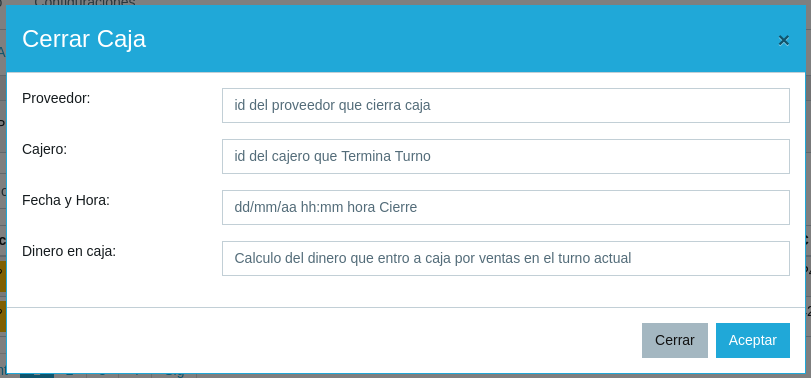 Configuraciones
Cerrar Caja
×
Proveedor:
id del proveedor que cierra caja
Cajero:
id del cajero que Termina Turno
Fecha y Hora:
dd/mm/aa hh:mm hora Cierre
Dinero en caja:
Calculo del dinero que entro a caja por ventas en el turno actual
Cerrar
Aceptar